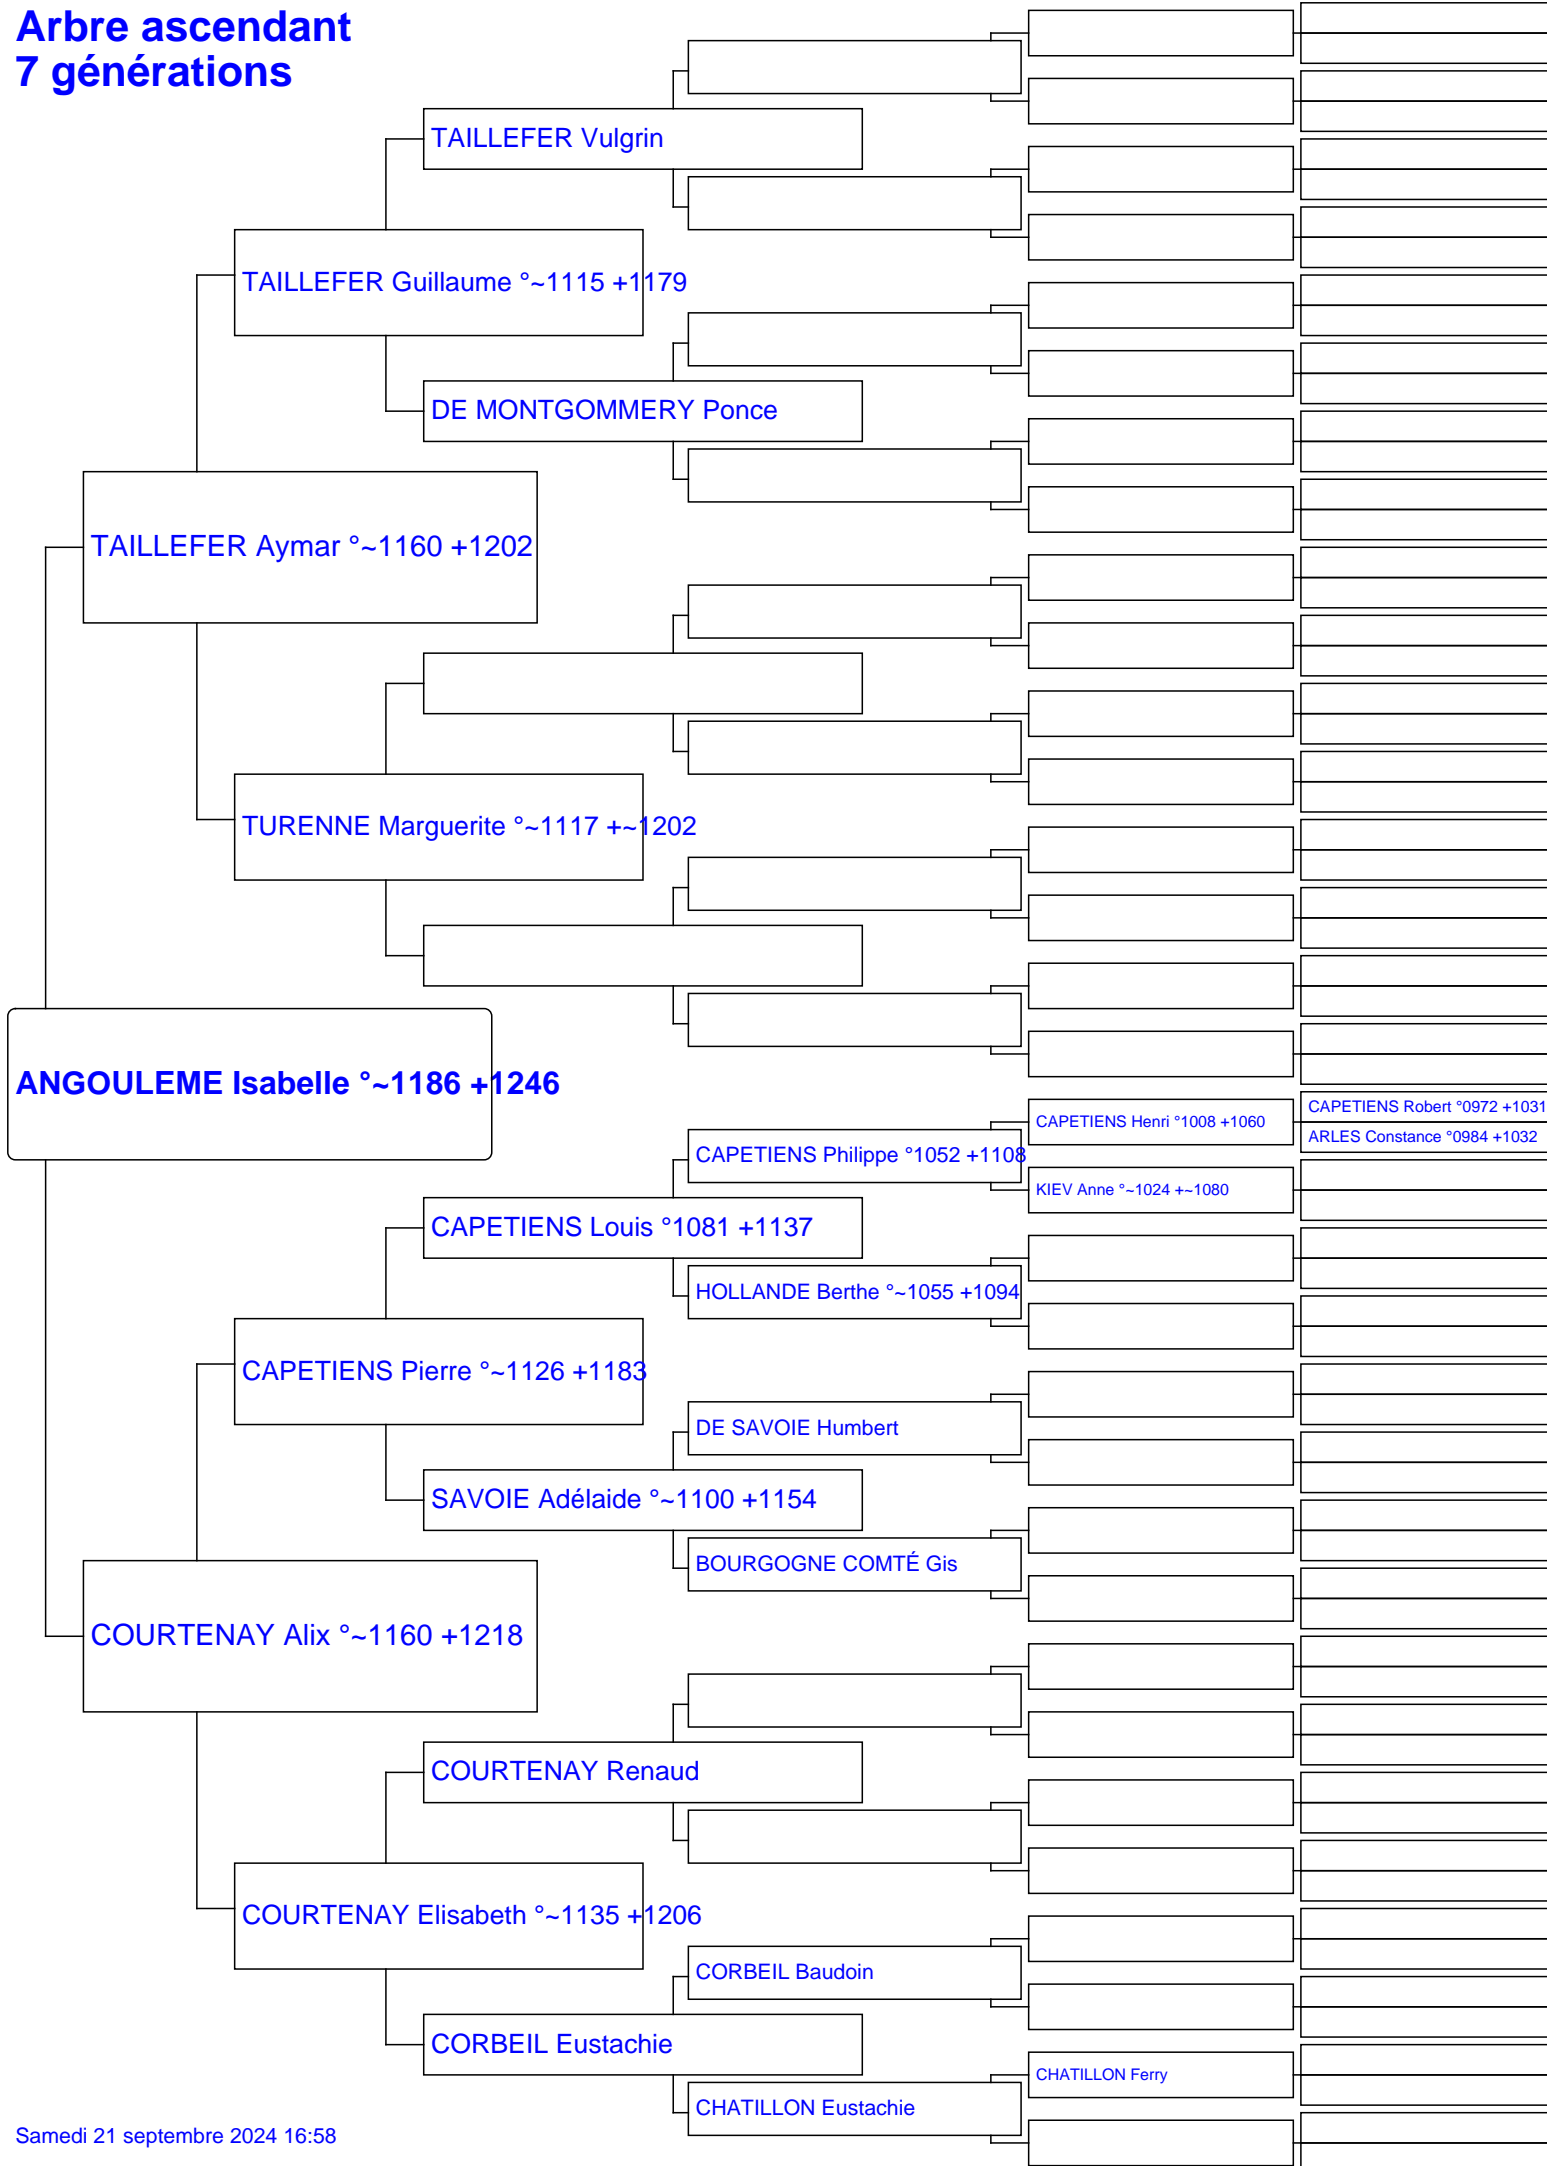 Arbre ascendant
7 générations
TAILLEFER Vulgrin
TAILLEFER Guillaume °~1115 +1179
DE MONTGOMMERY Ponce
TAILLEFER Aymar °~1160 +1202
TURENNE Marguerite °~1117 +~1202
ANGOULEME Isabelle °~1186 +1246
CAPETIENS Robert °0972 +1031
CAPETIENS Henri °1008 +1060
ARLES Constance °0984 +1032
CAPETIENS Philippe °1052 +1108
KIEV Anne °~1024 +~1080
CAPETIENS Louis °1081 +1137
HOLLANDE Berthe °~1055 +1094
CAPETIENS Pierre °~1126 +1183
DE SAVOIE Humbert
SAVOIE Adélaide °~1100 +1154
BOURGOGNE COMTÉ Gis
COURTENAY Alix °~1160 +1218
COURTENAY Renaud
COURTENAY Elisabeth °~1135 +1206
CORBEIL Baudoin
CORBEIL Eustachie
CHATILLON Ferry
CHATILLON Eustachie
Samedi 21 septembre 2024 16:58